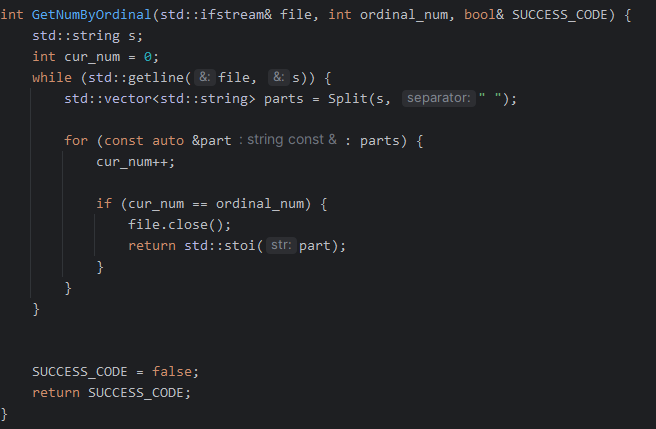 int GetNumByOrdinal(std::ifstream& file, int ordinal_num, bool& SUCCESS_CODE) {
    std::string s;
    int cur_num = 0;
    while (std::getline( &: file, &: s)) {
        std::vector<std::string> parts = Split(s, separator: " ");
        for (const auto &part : string const & : parts) {
            cur_num++;
            if (cur_num == ordinal_num) {
                file.close();
                return std::stoi( str: part);
            }
        }
    }
    SUCCESS_CODE = false;
    return SUCCESS_CODE;
}